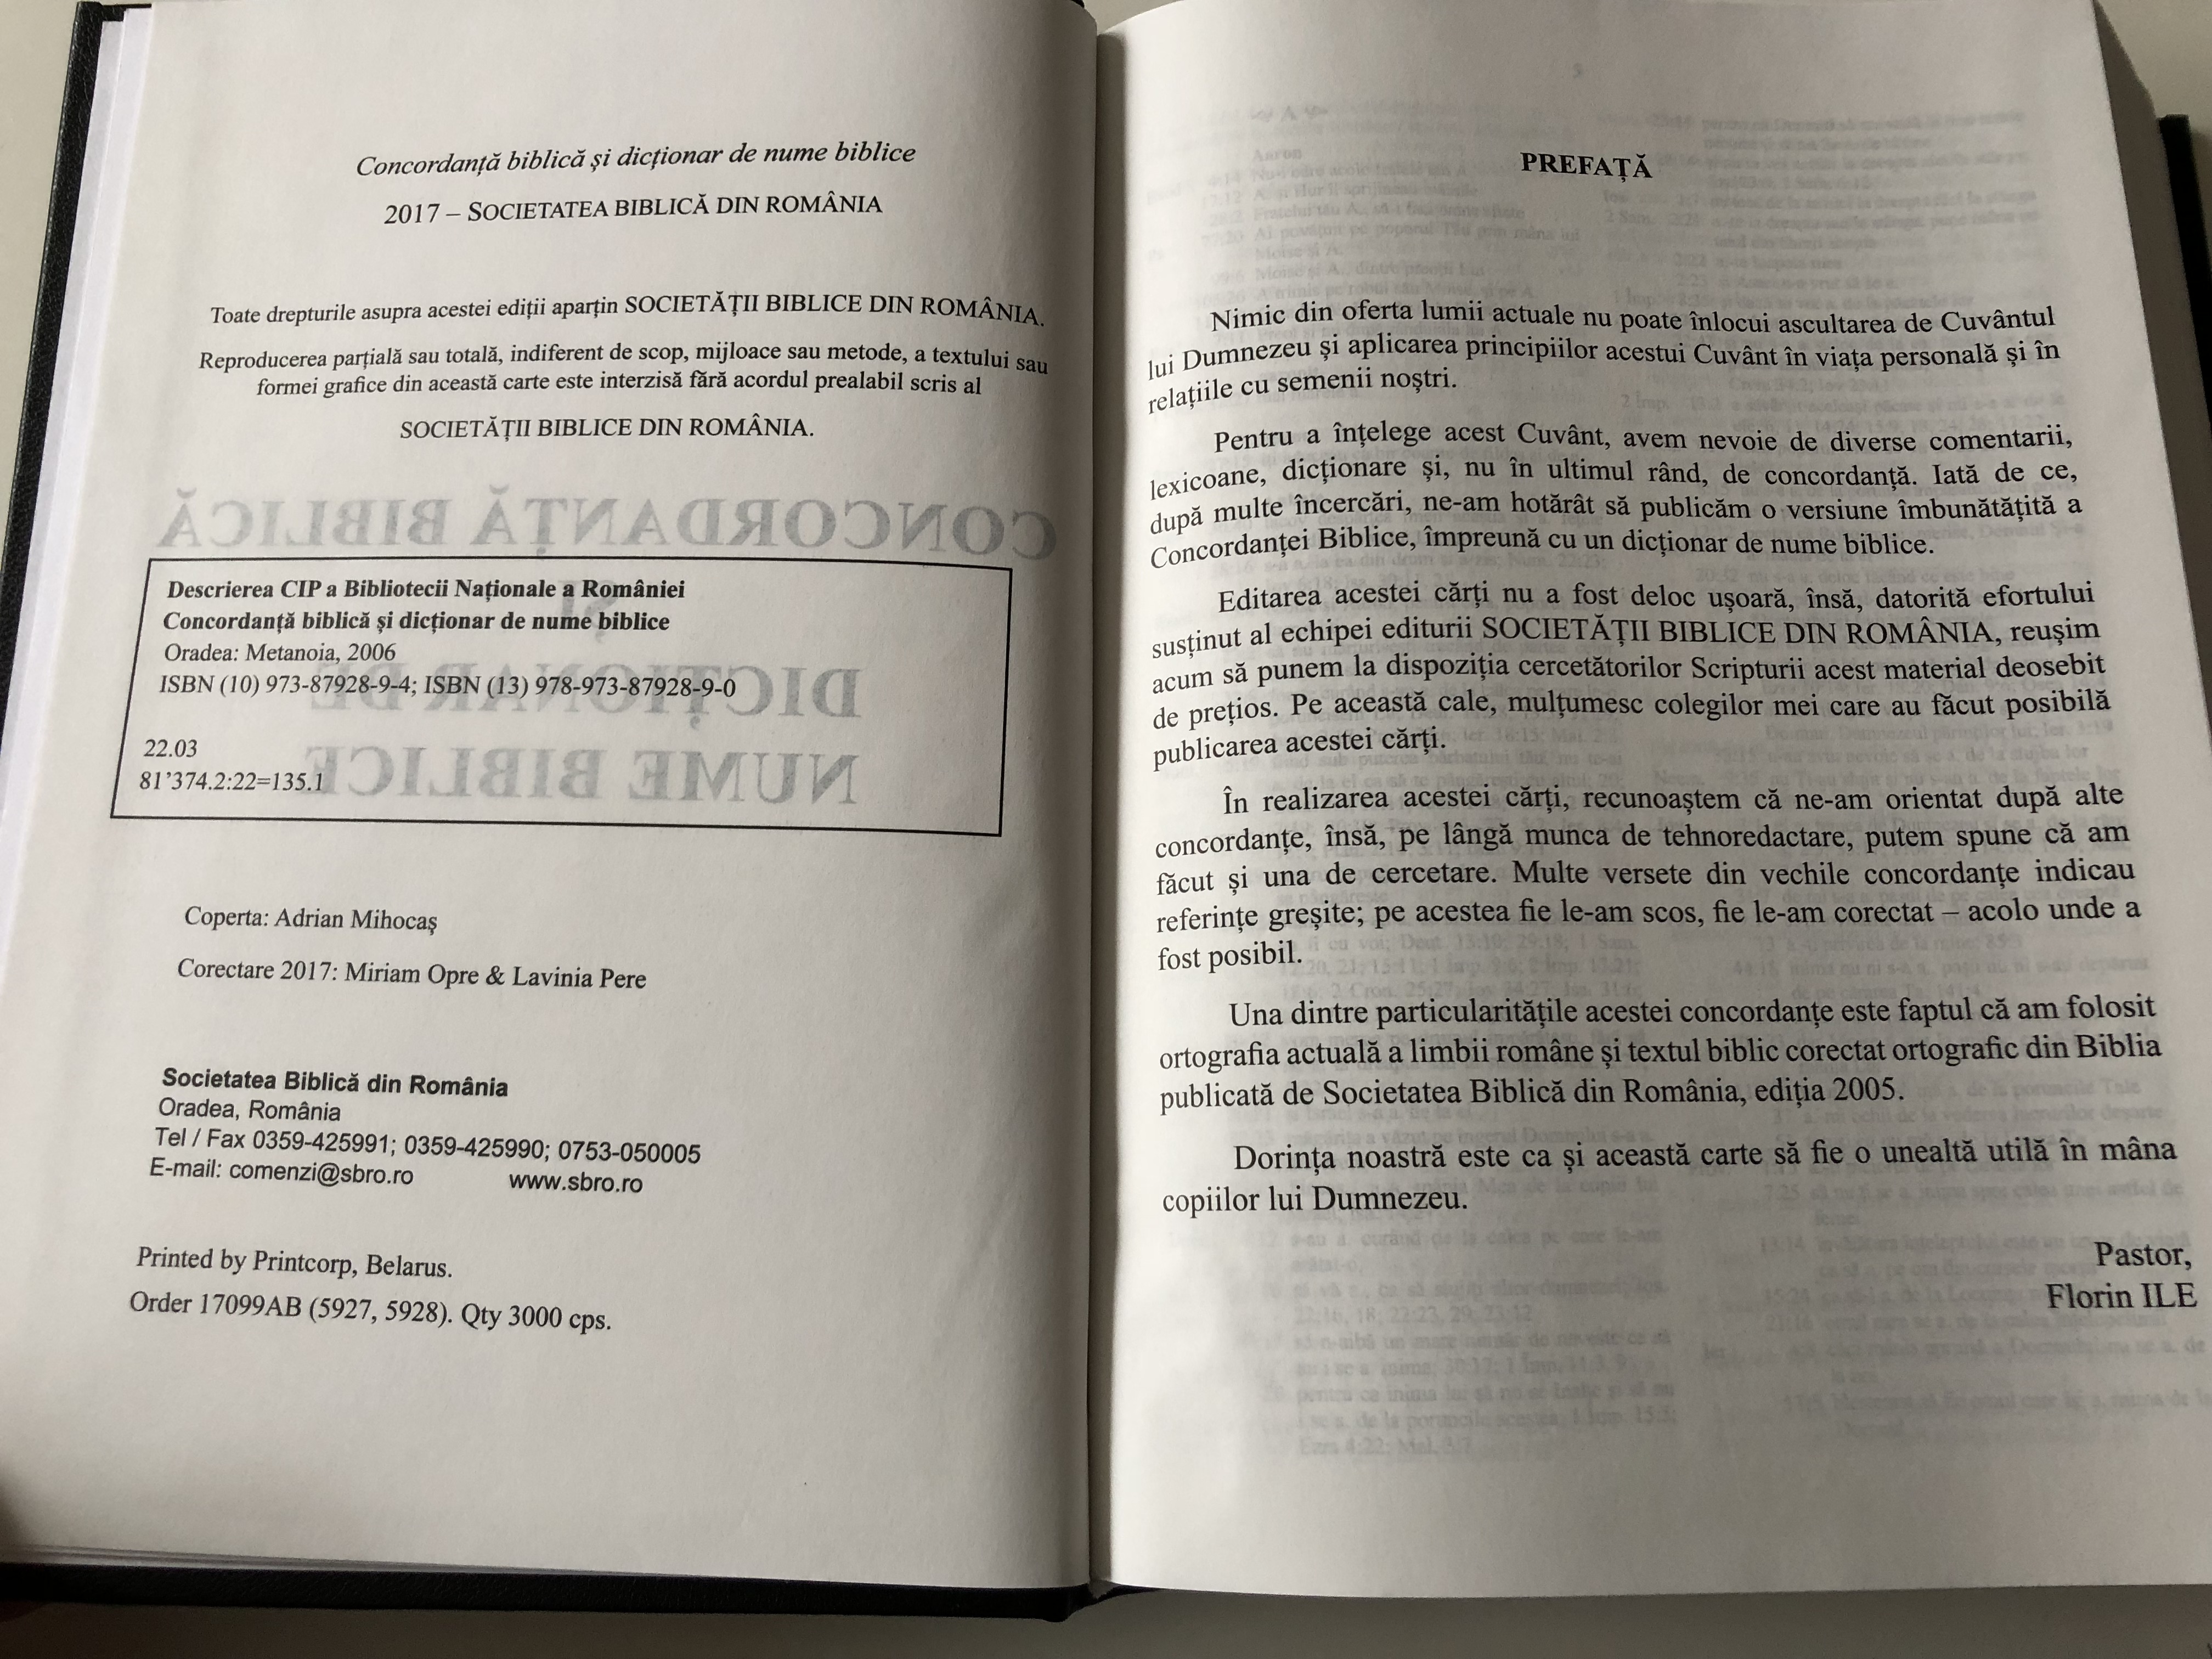 Concordanță biblică și dicționar de nume biblice
2017 – SOCIETATEA BIBLICĂ DIN ROMÂNIA
Toate drepturile asupra acestei ediții aparțin SOCIETĂȚII BIBLICE DIN ROMÂNIA.
Reproducerea parțială sau totală, indiferent de scop, mijloace sau metode, a textului sau
formei grafice din această carte este interzisă fără acordul prealabil scris al
SOCIETĂȚII BIBLICE DIN ROMÂNIA.
CONCORDANȚĂ BIBLICĂ
ȘI
DICȚIONAR DE
NUME BIBLICE
Descrierea CIP a Bibliotecii Naționale a României
Concordanță biblică și dicționar de nume biblice
Oradea: Metanoia, 2006
ISBN (10) 973-87928-9-4; ISBN (13) 978-973-87928-9-0
22.03
81’374.2:22=135.1
Coperta: Adrian Mihocaș
Corectare 2017: Miriam Opre & Lavinia Pere
Societatea Biblică din România
Oradea, România
Tel / Fax 0359-425991; 0359-425990; 0753-050005
E-mail: comenzi@sbro.ro www.sbro.ro
Printed by Printcorp, Belarus.
Order 17099AB (5927, 5928). Qty 3000 cps.
PREFAȚĂ
Nimic din oferta lumii actuale nu poate înlocui ascultarea de Cuvântul
lui Dumnezeu și aplicarea principiilor acestui Cuvânt în viața personală și în
relațiile cu semenii noștri.
Pentru a înțelege acest Cuvânt, avem nevoie de diverse comentarii,
lexicoane, dicționare și, nu în ultimul rând, de concordanță. Iată de ce,
după multe încercări, ne-am hotărât să publicăm o versiune îmbunătățită a
Concordanței Biblice, împreună cu un dicționar de nume biblice.
Editarea acestei cărți nu a fost deloc ușoară, însă, datorită efortului
susținut al echipei editurii SOCIETĂȚII BIBLICE DIN ROMÂNIA, reușim
acum să punem la dispoziția cercetătorilor Scripturii acest material deosebit
de prețios. Pe această cale, mulțumesc colegilor mei care au făcut posibilă
publicarea acestei cărți.
În realizarea acestei cărți, recunoaștem că ne-am orientat după alte
concordanțe, însă, pe lângă munca de tehnoredactare, putem spune că am
făcut și una de cercetare. Multe versete din vechile concordanțe indicau
referințe greșite; pe acestea fie le-am scos, fie le-am corectat – acolo unde a
fost posibil.
Una dintre particularitățile acestei concordanțe este faptul că am folosit
ortografia actuală a limbii române și textul biblic corectat ortografic din Biblia
publicată de Societatea Biblică din România, ediția 2005.
Dorința noastră este ca și această carte să fie o unealtă utilă în mâna
copiilor lui Dumnezeu.
Pastor,
Florin ILE